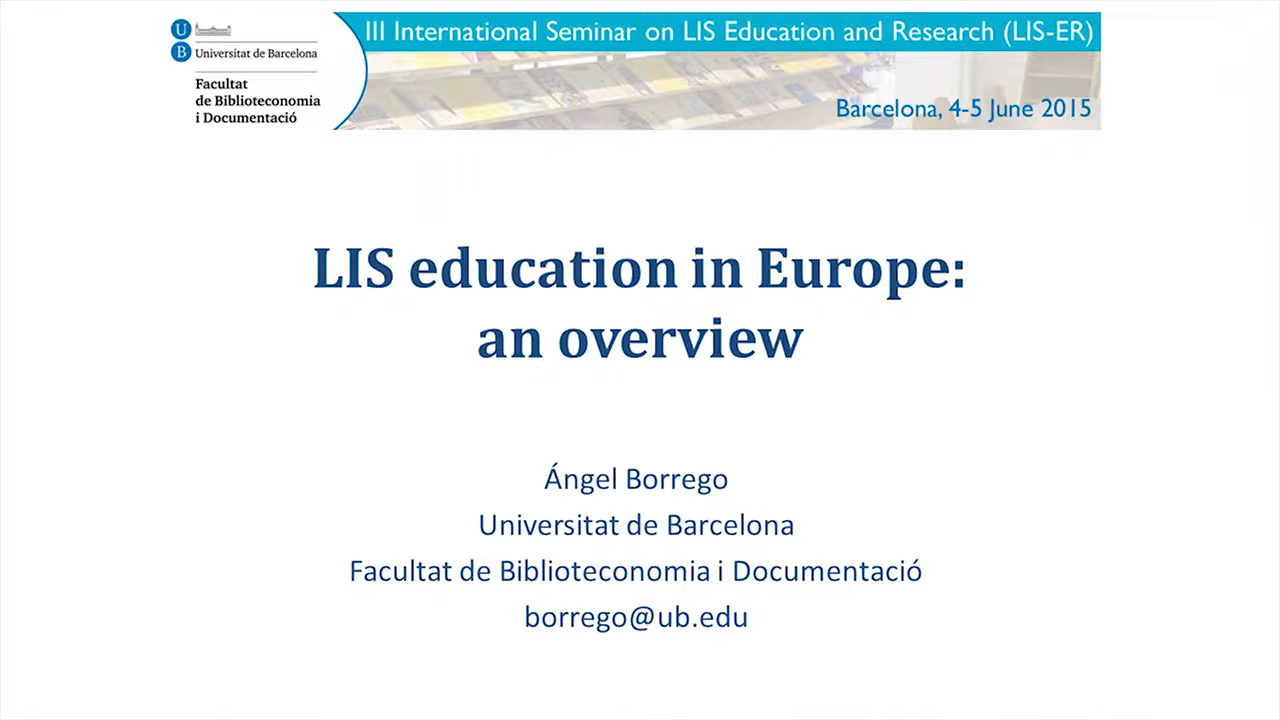 U
B
Universitat de Barcelona
Facultat
de Biblioteconomia
i Documentació
III International Seminar on LIS Education and Research (LIS-ER)
Barcelona, 4-5 June 2015
LIS education in Europe:
an overview
Ángel Borrego
Universitat de Barcelona
Facultat de Biblioteconomia i Documentació
borrego@ub.edu